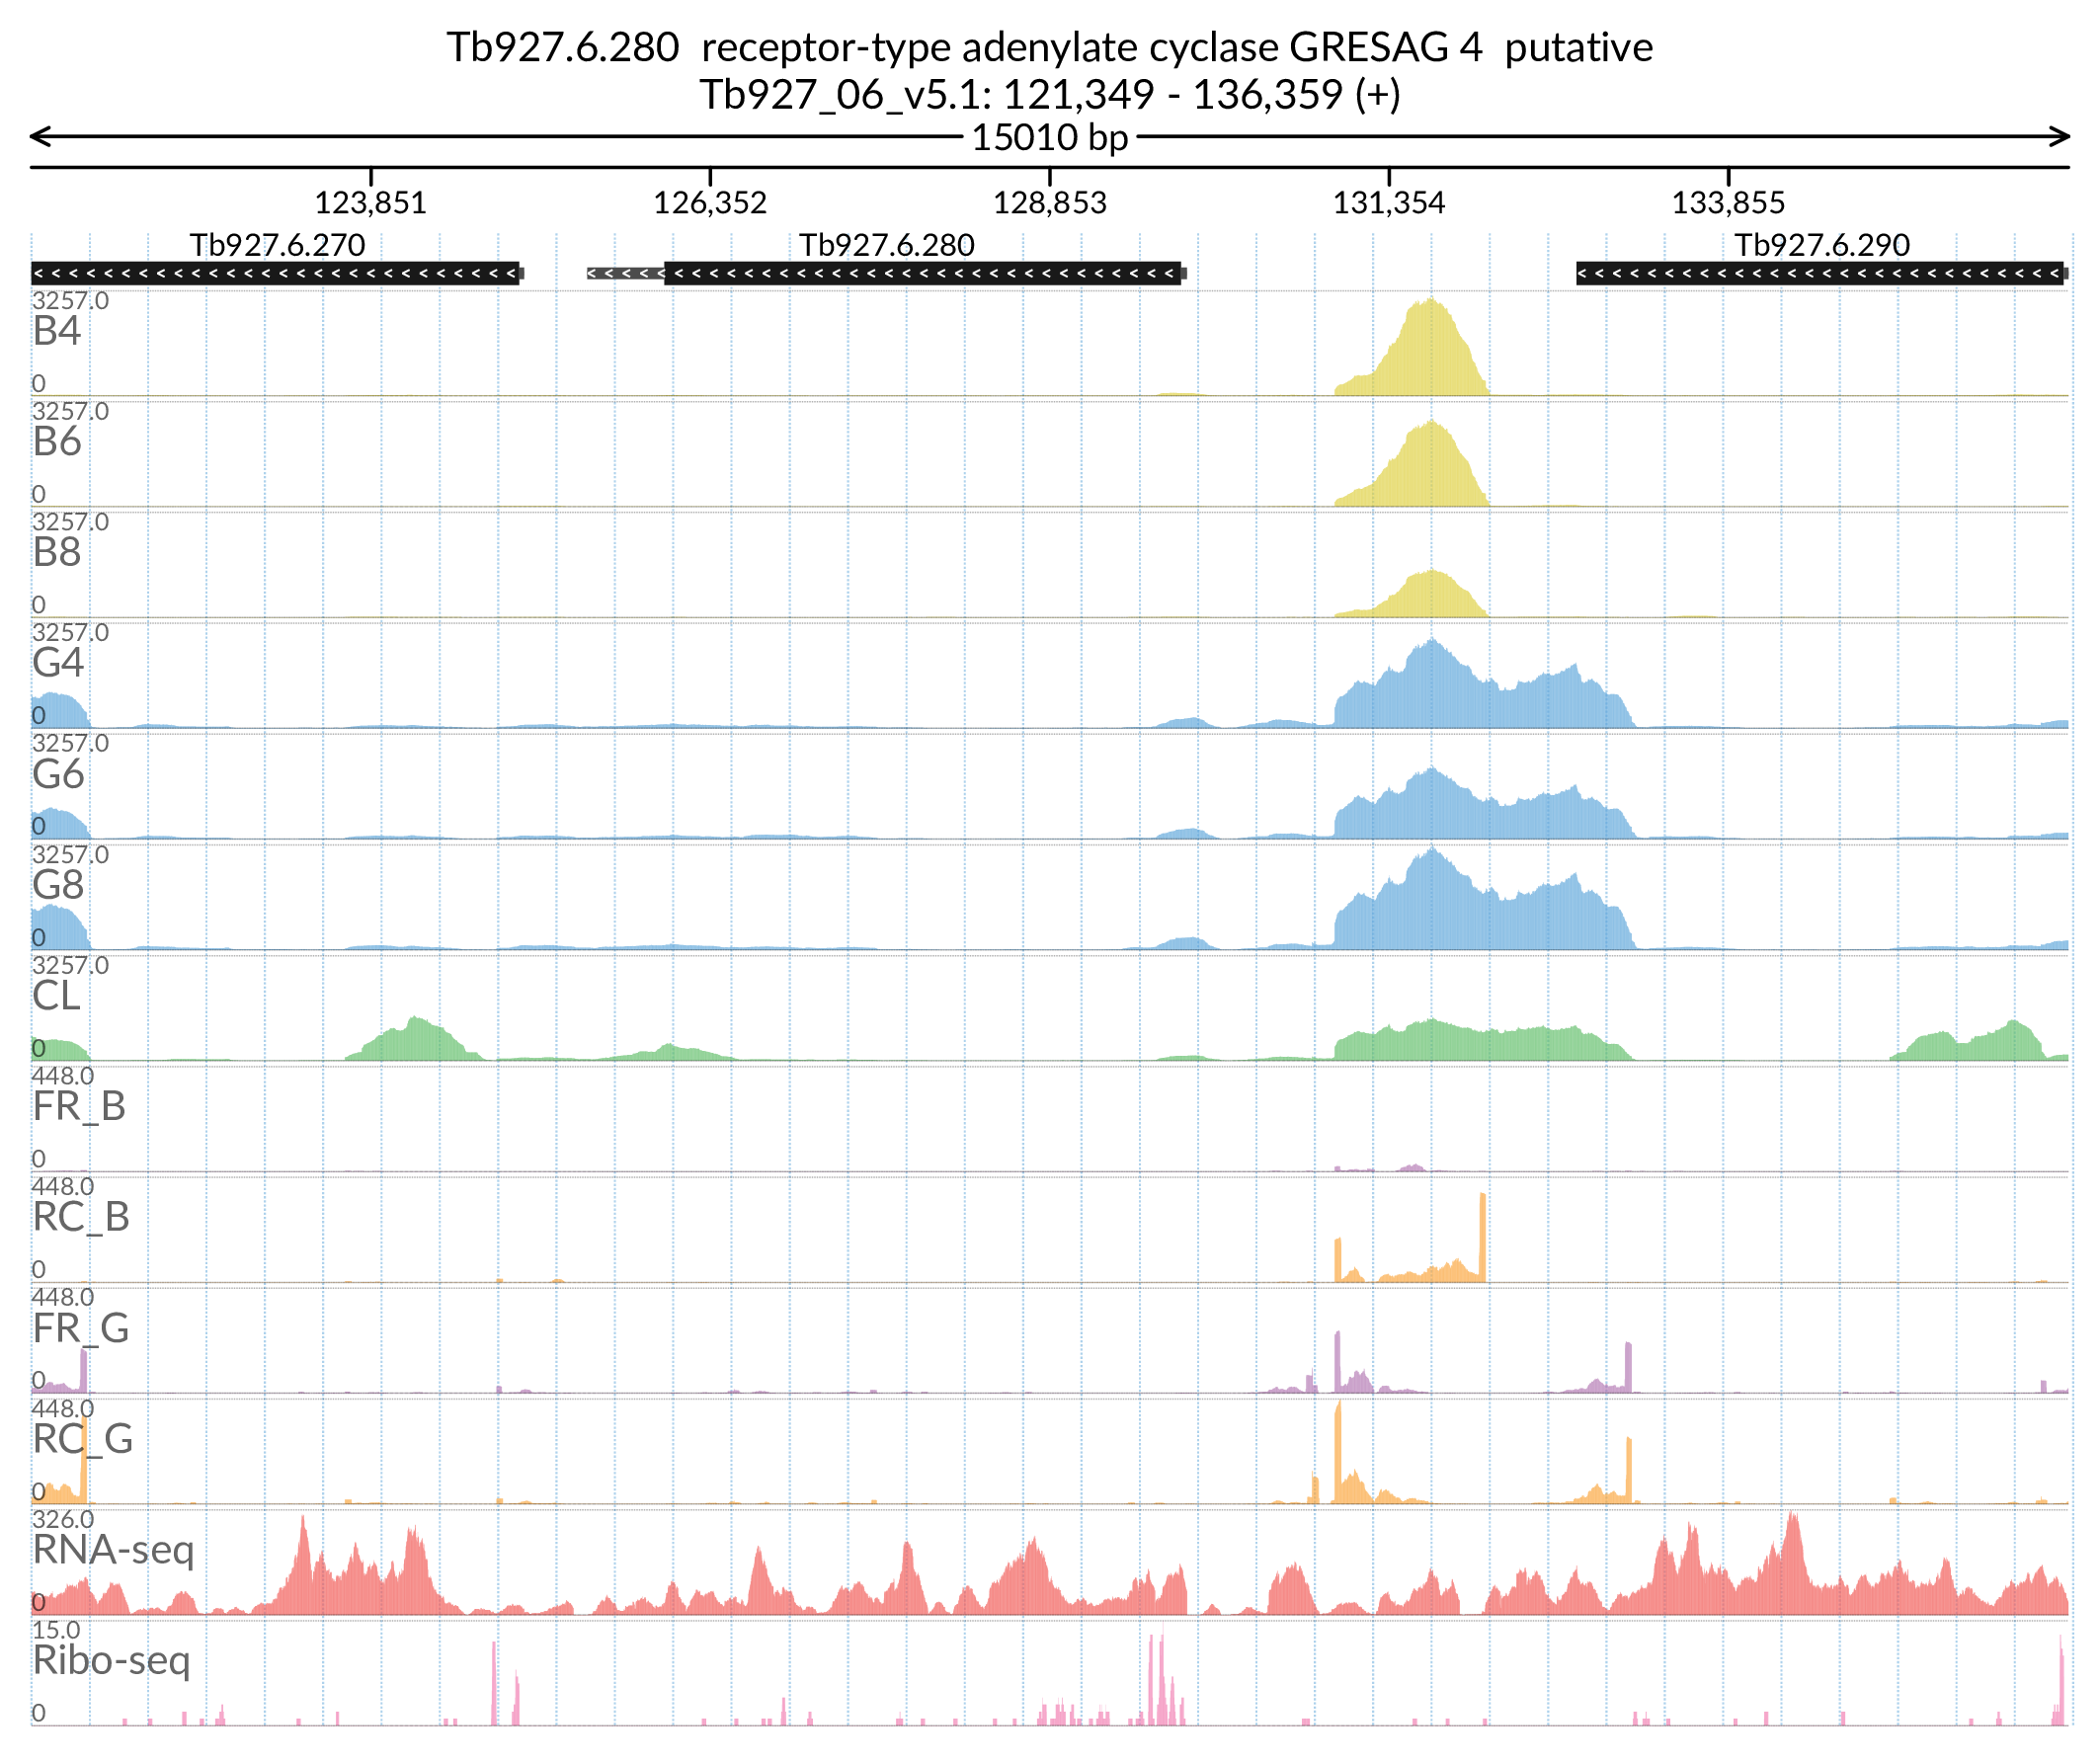 Tb927.6.280  receptor-type adenylate cyclase GRESAG 4  putative
Tb927_06_v5.1: 121,349 - 136,359 (+)
15010 bp
123,851 126,352 128,853 131,354 133,855
Tb927.6.270 Tb927.6.280 Tb927.6.290
3257.0
B4
0
3257.0
B6
0
3257.0
B8
0
3257.0
G4
0
3257.0
G6
0
3257.0
G8
0
3257.0
CL
0
448.0
FR_B
0
448.0
RC_B
0
448.0
FR_G
0
448.0
RC_G
0
326.0
RNA-seq
0
15.0
Ribo-seq
0